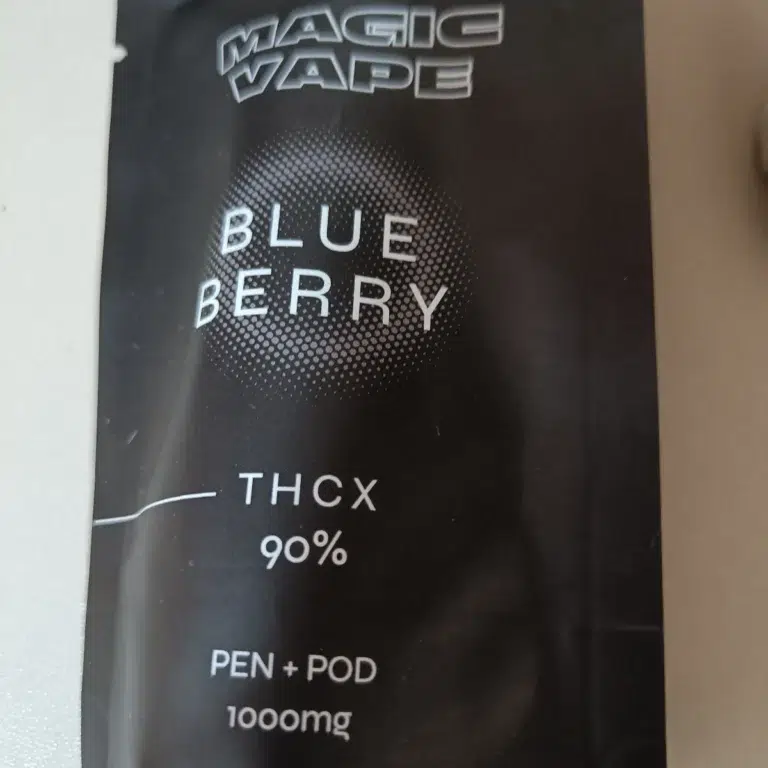 MAGIC
VAPE
BLUE
BERRY
THCX
90%
PEN + POD
1000mg